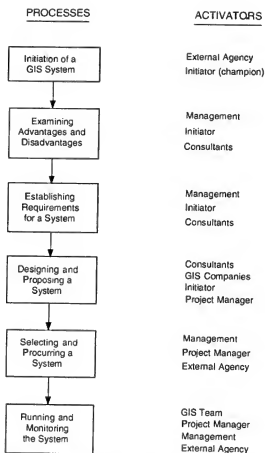 PROCESSES
ACTIVATORS
Initiation of a
GIS System
External Agency
Initiator (champion)
Examining
Advantages and
Disadvantages
Management
Initiator
Consultants
Establishing
Requirements
for a System
Management
Initiator
Consultants
Designing and
Proposing a
System
Consultants
GIS Companies
Initiator
Project Manager
Selecting and
Procurring a
System
Management
Project Manager
External Agency
Running and
Monitoring
the System
GIS Team
Project Manager
Management
External Agency